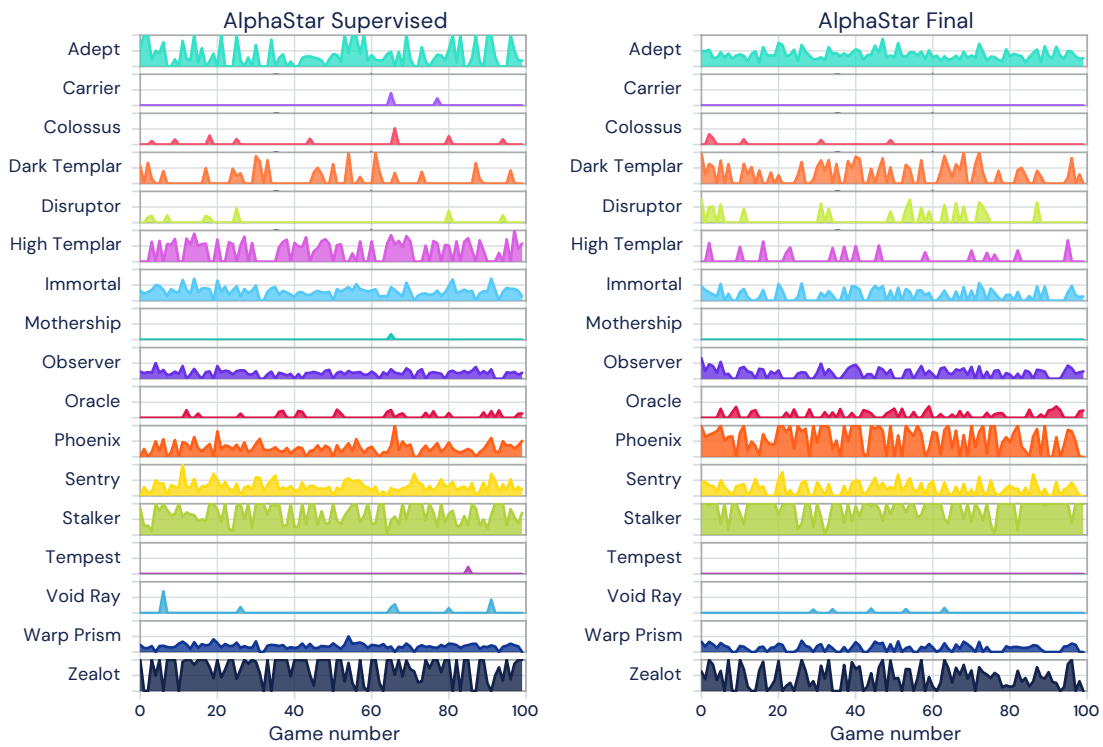 AlphaStar Supervised
Adept
Carrier
Colossus
Dark Templar
Disruptor
High Templar
Immortal
Mothership
Observer
Oracle
Phoenix
Sentry
Stalker
Tempest
Void Ray
Warp Prism
Zealot
0 20 40 60 80 100
Game number
AlphaStar Final
Adept
Carrier
Colossus
Dark Templar
Disruptor
High Templar
Immortal
Mothership
Observer
Oracle
Phoenix
Sentry
Stalker
Tempest
Void Ray
Warp Prism
Zealot
0 20 40 60 80 100
Game number